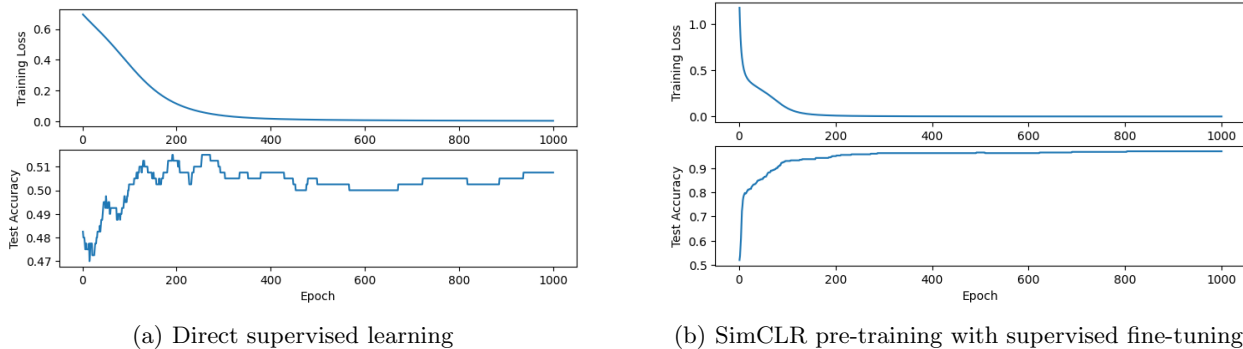 Training Loss
0.6
0.4
0.2
0.0
0 200 400 600 800 1000
Test Accuracy
0.51
0.50
0.49
0.48
0.47
0 200 400 600 800 1000
Epoch
(a) Direct supervised learning
Training Loss
1.0
0.5
0.0
0 200 400 600 800 1000
Test Accuracy
0.9
0.8
0.7
0.6
0.5
0 200 400 600 800 1000
Epoch
(b) SimCLR pre-training with supervised fine-tuning